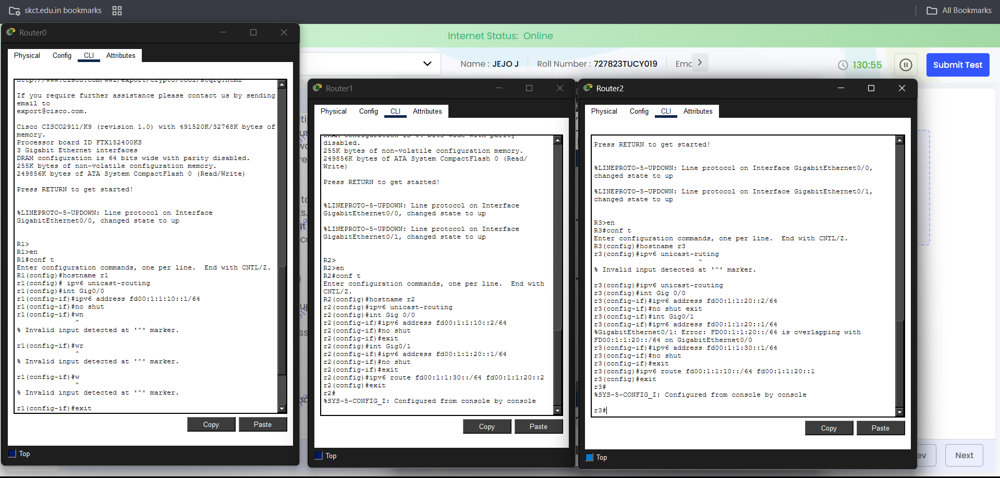 skct.edu.in bookmarks
All Bookmarks
Internet Status: Online
Name : JEJO J
Roll Number : 727823TUCY019
Ema
130:55
Submit Test
Router0
Physical Config CLI Attributes
http://www.cisco.com/wwl/export/crypto/tool/stqrg.html
If you require further assistance please contact us by sending
email to
export@cisco.com.
Cisco CISCO2911/K9 (revision 1.0) with 491520K/32768K bytes of
memory.
Processor board ID FTX152400KS
3 Gigabit Ethernet interfaces
DRAM configuration is 64 bits wide with parity disabled.
255K bytes of non-volatile configuration memory.
249856K bytes of ATA System CompactFlash 0 (Read/Write)
Press RETURN to get started!
%LINEPROTO-5-UPDOWN: Line protocol on Interface
GigabitEthernet0/0, changed state to up
R1>
R1>en
R1#conf t
Enter configuration commands, one per line.  End with CNTL/Z.
R1(config)#hostname r1
r1(config)# ipv6 unicast-routing
r1(config)#int Gig0/0
r1(config-if)#ipv6 address fd00:1:1:10::1/64
r1(config-if)#no shut
r1(config-if)#wn
^
% Invalid input detected at '^' marker.
r1(config-if)#wr
^
% Invalid input detected at '^' marker.
r1(config-if)#w
^
% Invalid input detected at '^' marker.
r1(config-if)#exit
Copy
Paste
Top
Router1
Physical Config CLI Attributes
DRAM configuration is 64 bits wide with parity
disabled.
255K bytes of non-volatile configuration memory.
249856K bytes of ATA System CompactFlash 0 (Read/
Write)
Press RETURN to get started!
%LINEPROTO-5-UPDOWN: Line protocol on Interface
GigabitEthernet0/0, changed state to up
%LINEPROTO-5-UPDOWN: Line protocol on Interface
GigabitEthernet0/1, changed state to up
R2>
R2>en
R2#conf t
Enter configuration commands, one per line.  End with
CNTL/Z.
R2(config)#hostname r2
r2(config)#ipv6 unicast-routing
r2(config)#int Gig 0/0
r2(config-if)#ipv6 address fd00:1:1:10::2/64
r2(config-if)#no shut
r2(config-if)#exit
r2(config)#int Gig0/1
r2(config-if)#ipv6 address fd00:1:1:20::1/64
r2(config-if)#no shut
r2(config-if)#exit
r2(config)#ipv6 route fd00:1:1:30::/64 fd00:1:1:20::2
r2(config)#exit
r2#
%SYS-5-CONFIG_I: Configured from console by console
Copy
Paste
Top
Router2
Physical Config CLI Attributes
Press RETURN to get started!
%LINEPROTO-5-UPDOWN: Line protocol on Interface GigabitEthernet0/0,
changed state to up
%LINEPROTO-5-UPDOWN: Line protocol on Interface GigabitEthernet0/1,
changed state to up
R3>en
R3#conf t
Enter configuration commands, one per line.  End with CNTL/Z.
R3(config)#hostname r3
r3(config)#ipv6 unicast-ruting
^
% Invalid input detected at '^' marker.
r3(config)#ipv6 unicast-routing
r3(config)#int Gig 0/0
r3(config-if)#ipv6 address fd00:1:1:20::2/64
r3(config-if)#no shut exit
r3(config-if)#int Gig0/1
r3(config-if)#ipv6 address fd00:1:1:20::1/64
%GigabitEthernet0/1: Error: FD00:1:1:20::/64 is overlapping with
FD00:1:1:20::/64 on GigabitEthernet0/0
r3(config-if)#ipv6 address fd00:1:1:30::1/64
r3(config-if)#no shut
r3(config-if)#exit
r3(config)#ipv6 route fd00:1:1:10::/64 fd00:1:1:20::1
r3(config)#exit
r3#
%SYS-5-CONFIG_I: Configured from console by console
r3#
Copy
Paste
Top
ev
Next